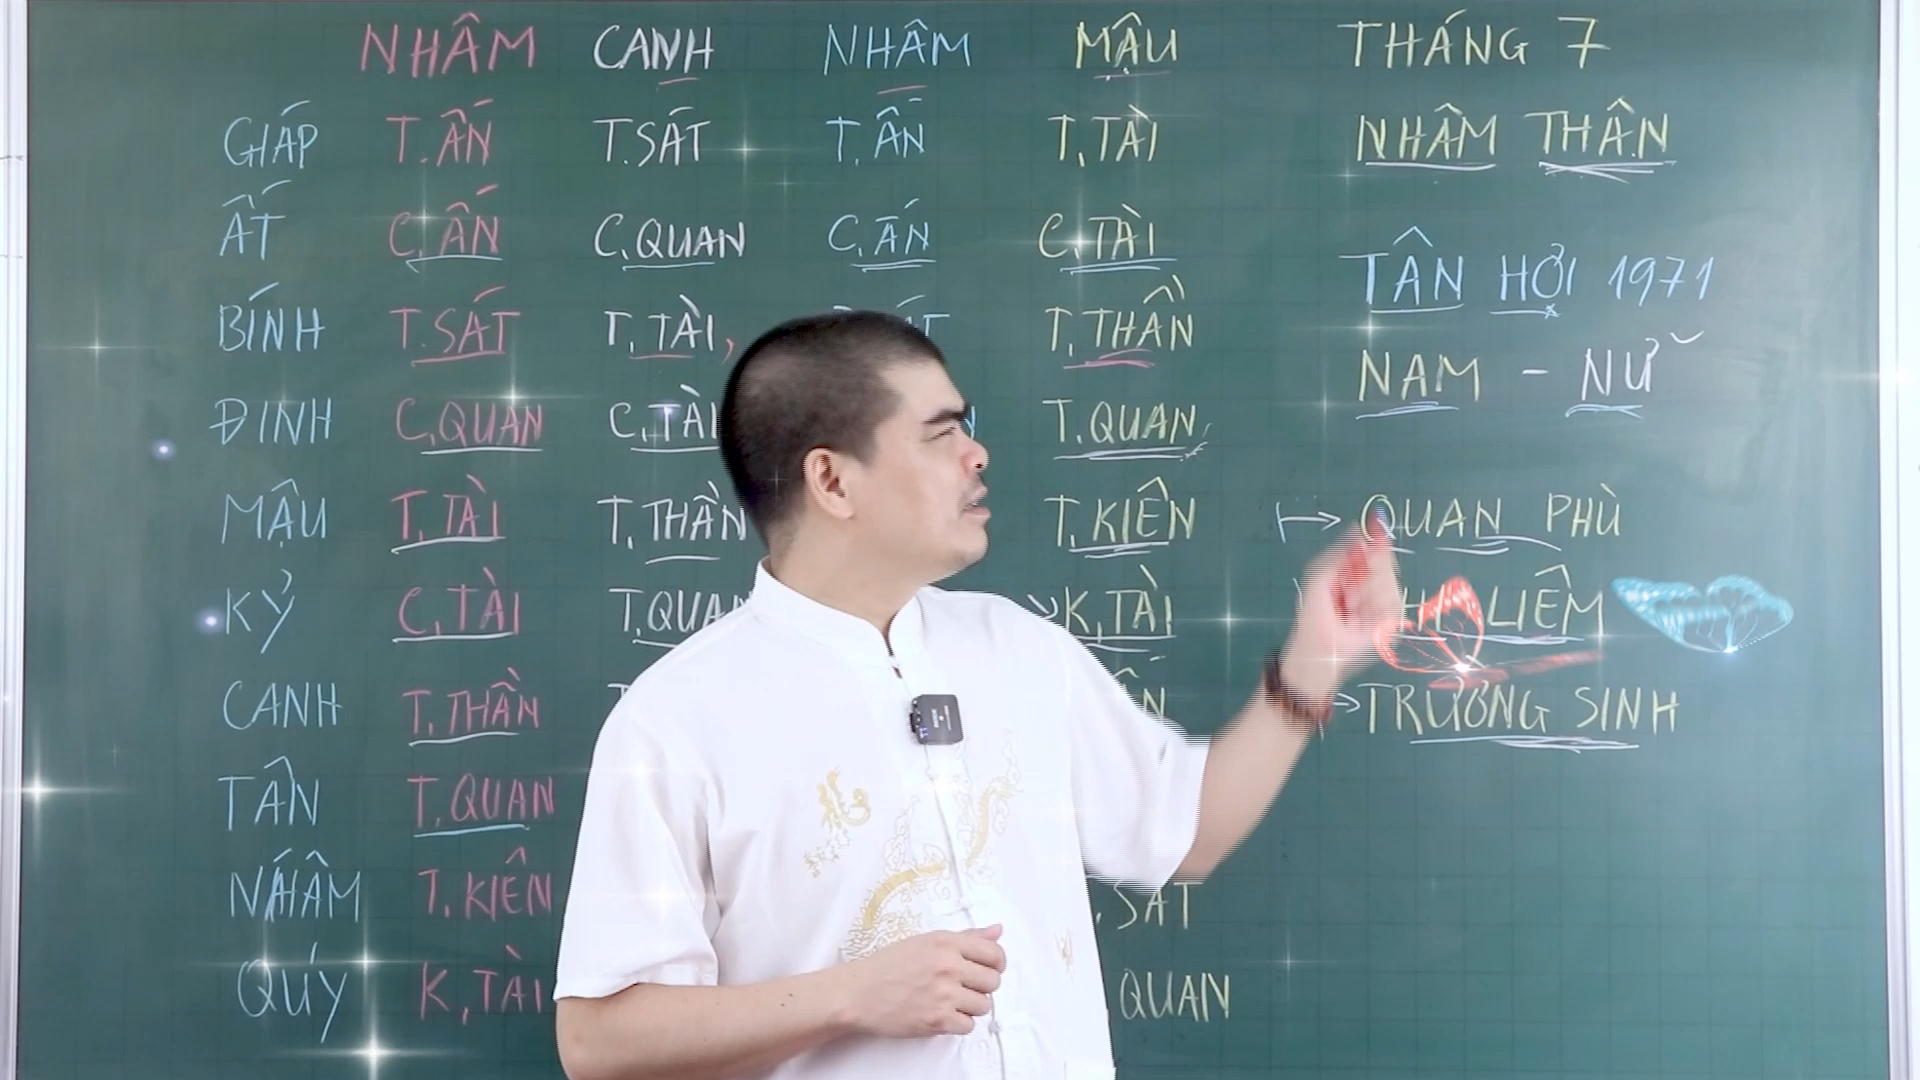 NHÂM CANH NHÂM MẬU THÁNG 7
GIÁP T.ẤN T.SÁT T.ẤN T.TÀI NHÂM THÂN
ẤT C.ẤN C.QUAN C.ẤN C.TÀI TÂN HỢI 1971
BÍNH T.SÁT T.TÀI, T.THẦN NAM - NỮ
ĐINH C.QUAN C.TÀI T.QUAN
MẬU T.TÀI T.THẦN T.KIÊN → QUAN PHÙ
KỶ C.TÀI T.QUAN K.TÀI LIÊM
CANH T.THẦN → TRƯỜNG SINH
TÂN T.QUAN
NHÂM T.KIÊN SÁT
QUÝ K.TÀI QUAN